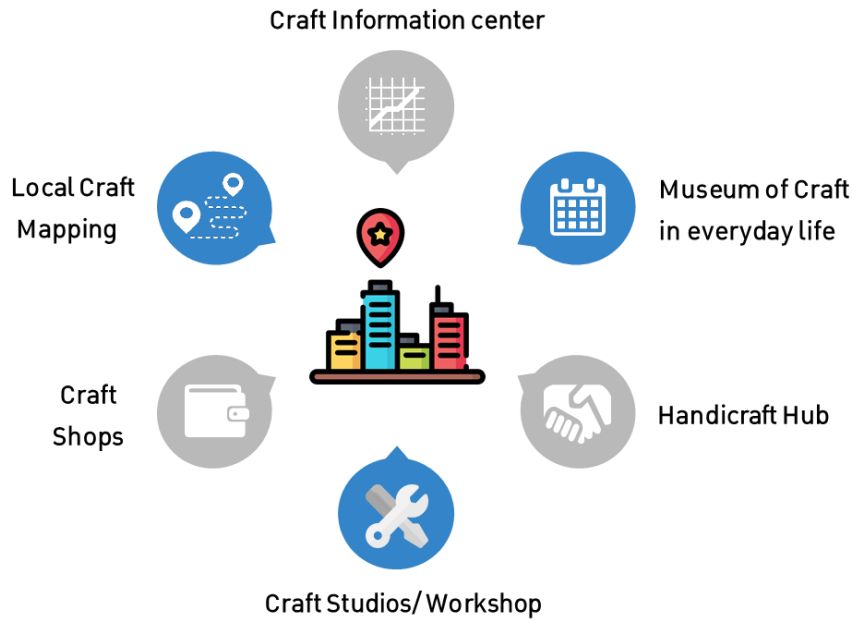 Craft Information center
Local Craft
Mapping
Museum of Craft
in everyday life
Craft
Shops
Handicraft Hub
Craft Studios/ Workshop